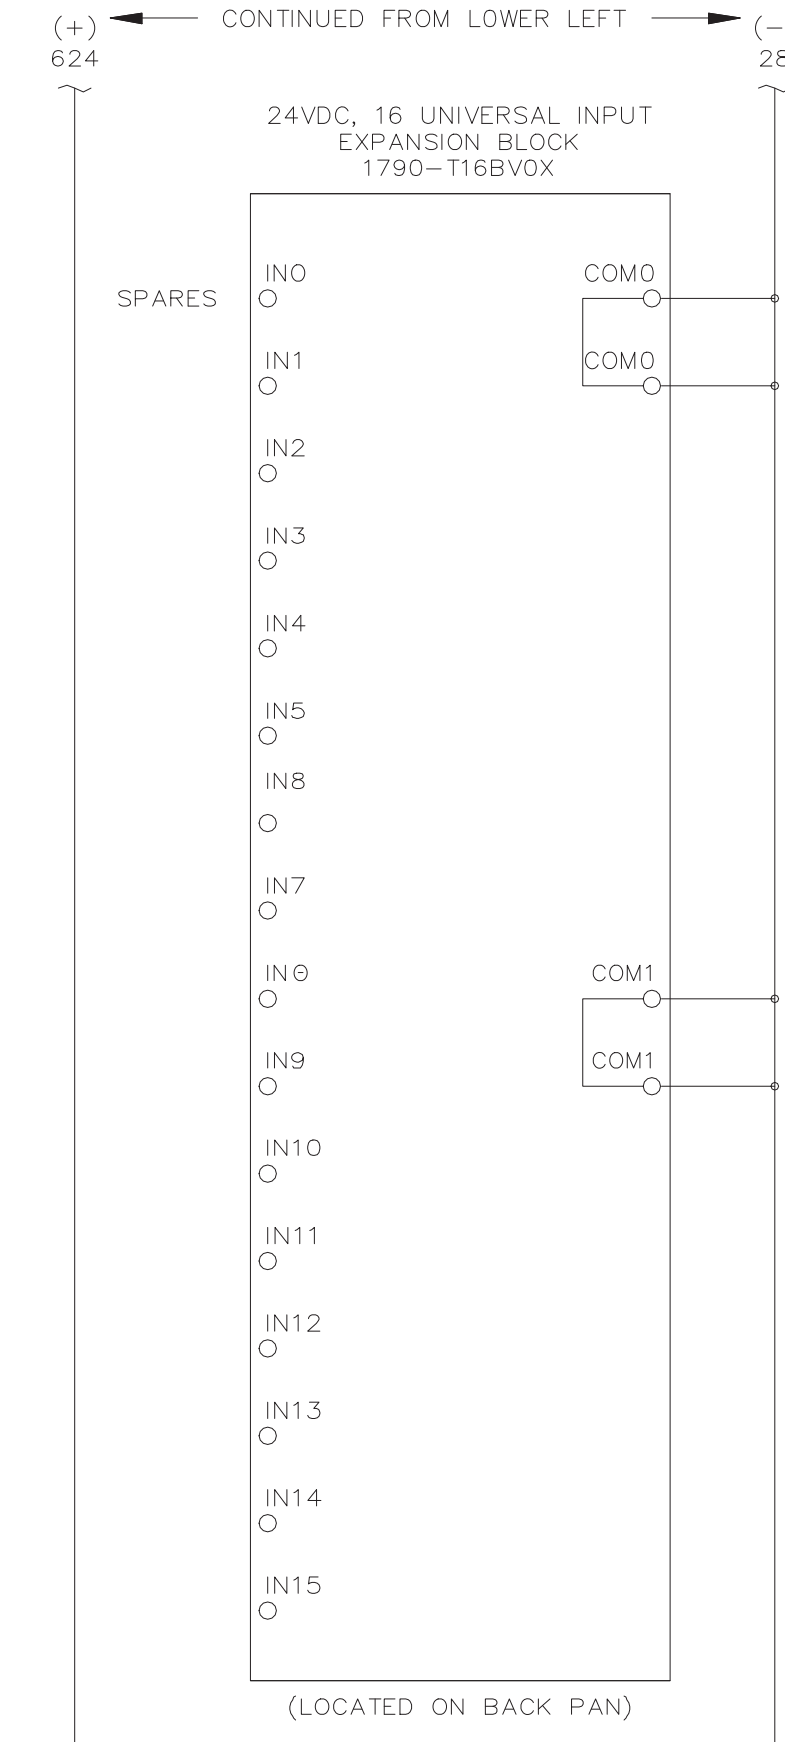 (+) CONTINUED FROM LOWER LEFT (-
624 28
24VDC, 16 UNIVERSAL INPUT
EXPANSION BLOCK
1790-T16BV0X
IN0 COM0
SPARES
IN1 COM0
IN2
IN3
IN4
IN5
IN8
IN7
IN0 COM1
IN9 COM1
IN10
IN11
IN12
IN13
IN14
IN15
(LOCATED ON BACK PAN)